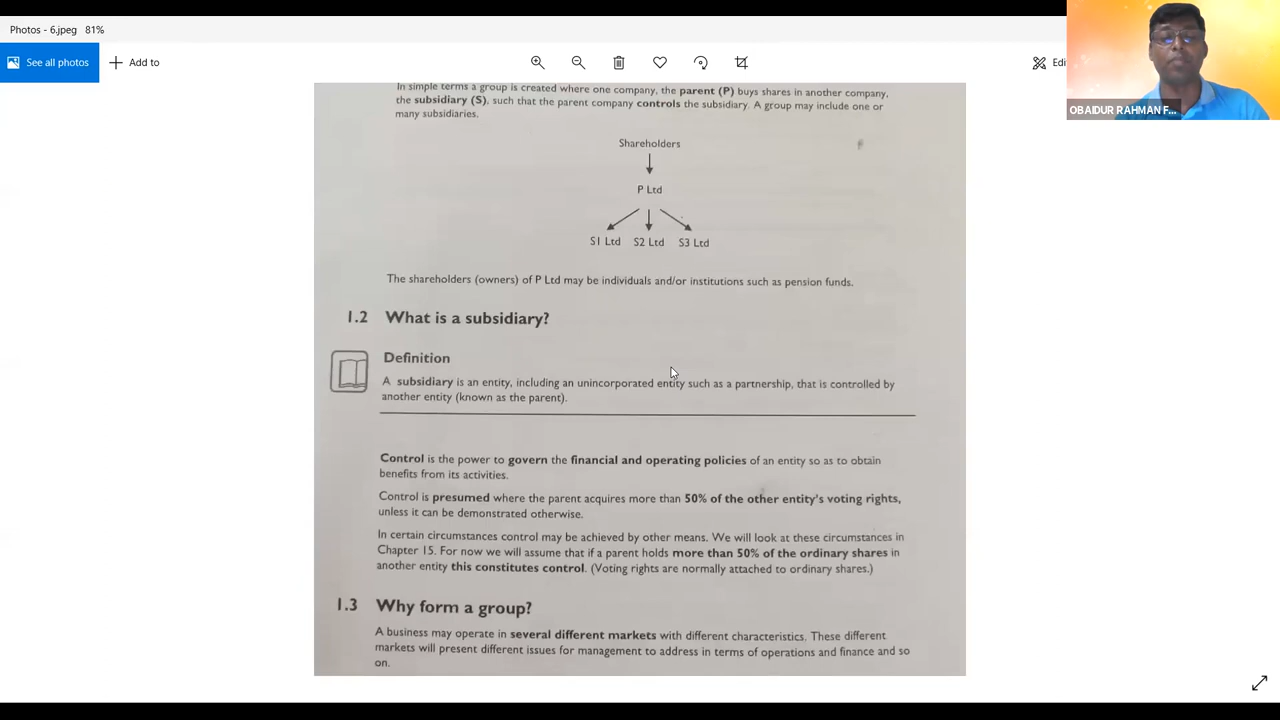 Photos - 6.jpeg 81%
See all photos
Add to
OBAIDUR RAHMAN F...
In simple terms a group is created where one company, the parent (P) buys shares in another company,
the subsidiary (S), such that the parent company controls the subsidiary. A group may include one or
many subsidiaries.
Shareholders
P Ltd
S1 Ltd S2 Ltd S3 Ltd
The shareholders (owners) of P Ltd may be individuals and/or institutions such as pension funds.
1.2 What is a subsidiary?
Definition
A subsidiary is an entity, including an unincorporated entity such as a partnership, that is controlled by
another entity (known as the parent).
Control is the power to govern the financial and operating policies of an entity so as to obtain
benefits from its activities.
Control is presumed where the parent acquires more than 50% of the other entity's voting rights,
unless it can be demonstrated otherwise.
In certain circumstances control may be achieved by other means. We will look at these circumstances in
Chapter 15. For now we will assume that if a parent holds more than 50% of the ordinary shares in
another entity this constitutes control. (Voting rights are normally attached to ordinary shares.)
1.3 Why form a group?
A business may operate in several different markets with different characteristics. These different
markets will present different issues for management to address in terms of operations and finance and so
on.